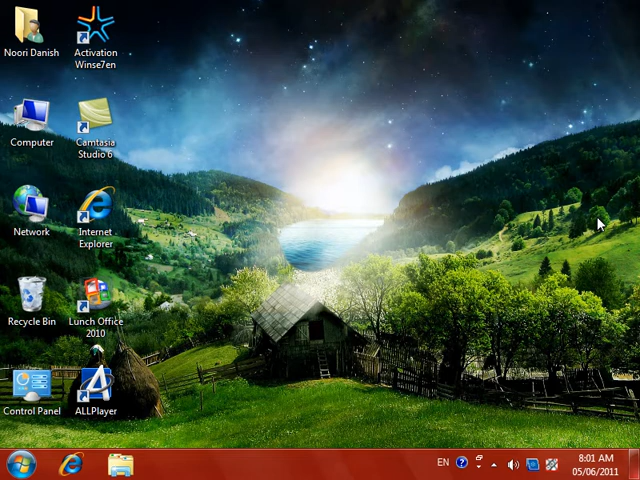 Noori Danish
Activation
Winse7en
Computer
Camtasia
Studio 6
Network
Internet
Explorer
Recycle Bin
Lunch Office
2010
Control Panel
ALLPlayer
EN
8:01 AM
05/06/2011